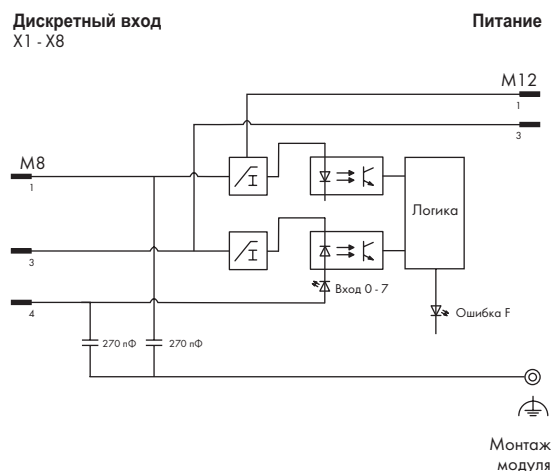 Дискретный вход
Питание
X1 - X8
M12
1
3
M8
1
I
Логика
3
I
4
Вход 0 - 7
Ошибка F
270 пФ
270 пФ
Монтаж
модуля